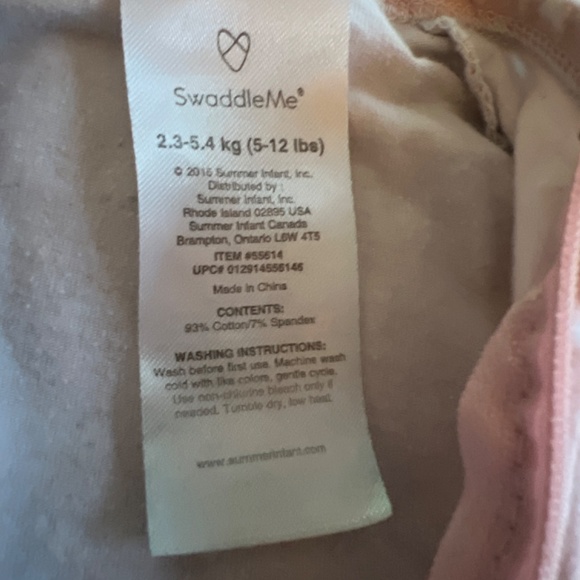 SwaddleMe®
2.3-5.4 kg (5-12 lbs)
© 2016 Summer Infant, Inc.
Distributed by :
Summer Infant, Inc.
Rhode Island 02895 USA
Summer Infant Canada
Brampton, Ontario L6W 4T5
ITEM #55614
UPC# 012914556146
Made in China
CONTENTS:
93% Cotton/7% Spandex
WASHING INSTRUCTIONS:
Wash before first use. Machine wash
cold with like colors, gentle cycle.
Use non-chlorine bleach only if
needed. Tumble dry, low heat.
www.summerinfant.com